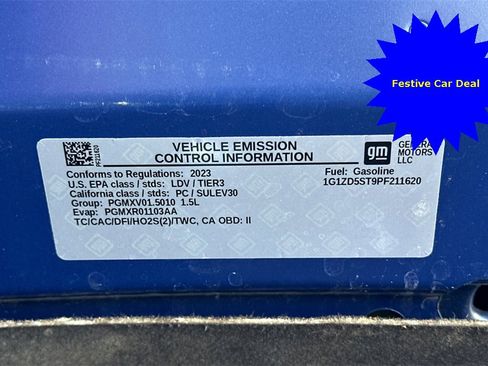 Festive Car Deal
PF211620
VEHICLE EMISSION
CONTROL INFORMATION
gm
GENERAL
MOTORS
LLC
Conforms to Regulations: 2023
U.S. EPA class / stds: LDV / TIER3
California class / stds: PC / SULEV30
Group: PGMXV01.5010 1.5L
Evap: PGMXR01103AA
TC/CAC/DFI/HO2S(2)/TWC, CA OBD: II
Fuel: Gasoline
1G1ZD5ST9PF211620